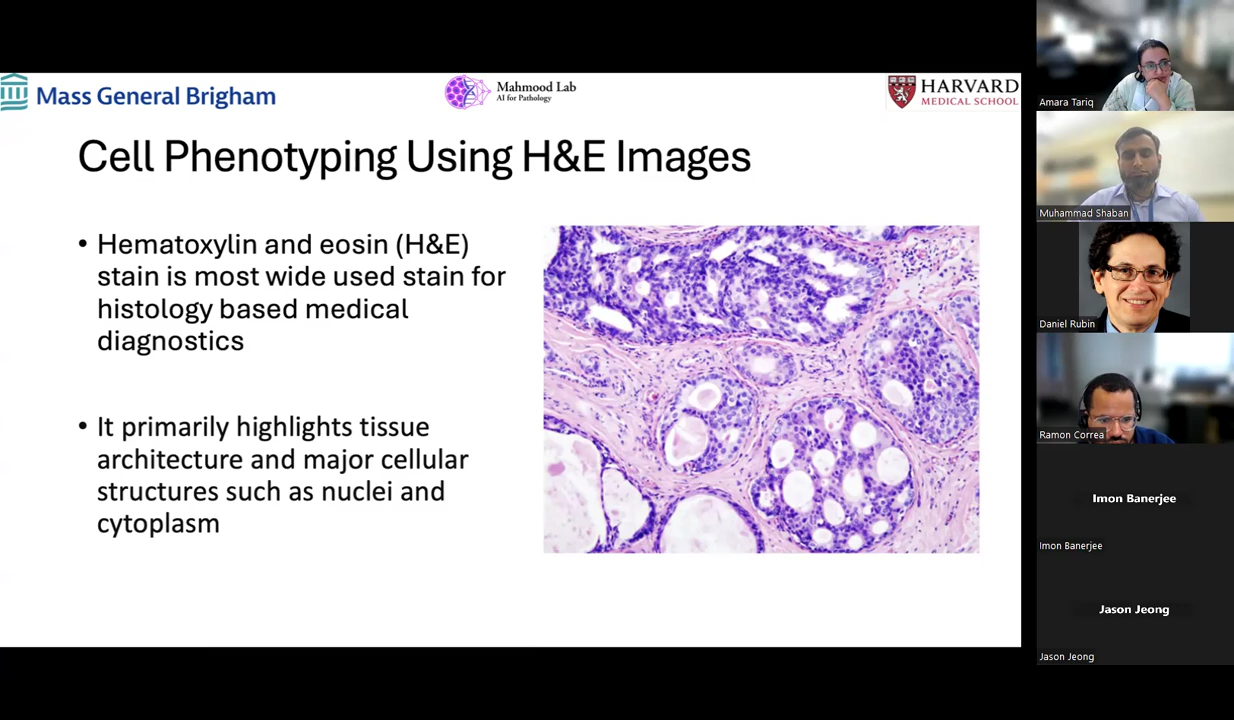 Mass General Brigham
Mahmood Lab
AI for Pathology
HARVARD
MEDICAL SCHOOL
Cell Phenotyping Using H&E Images
• Hematoxylin and eosin (H&E)
stain is most wide used stain for
histology based medical
diagnostics
• It primarily highlights tissue
architecture and major cellular
structures such as nuclei and
cytoplasm
Amara Tariq
Muhammad Shaban
Daniel Rubin
Ramon Correa
Imon Banerjee
Imon Banerjee
Jason Jeong
Jason Jeong